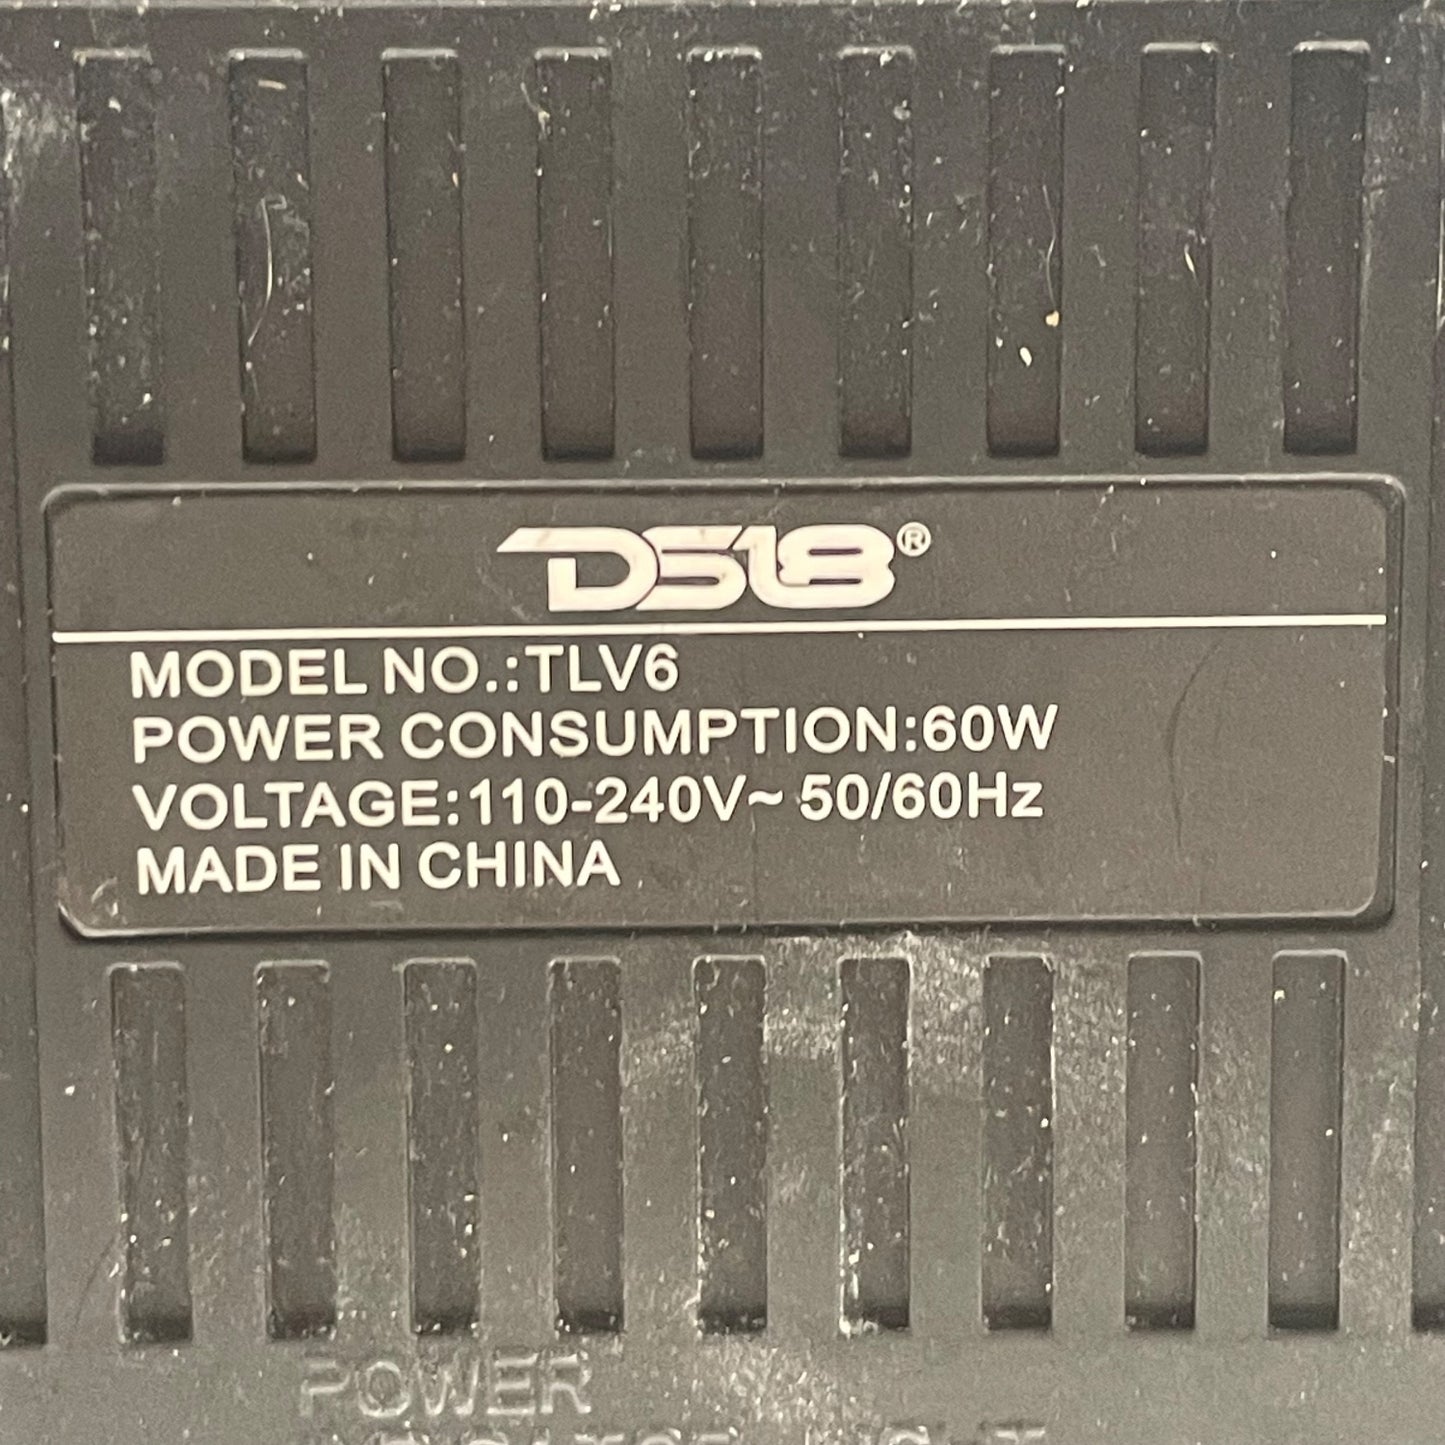 DS18®
MODEL NO.:TLV6
POWER CONSUMPTION:60W
VOLTAGE:110-240V~ 50/60Hz
MADE IN CHINA
POWER